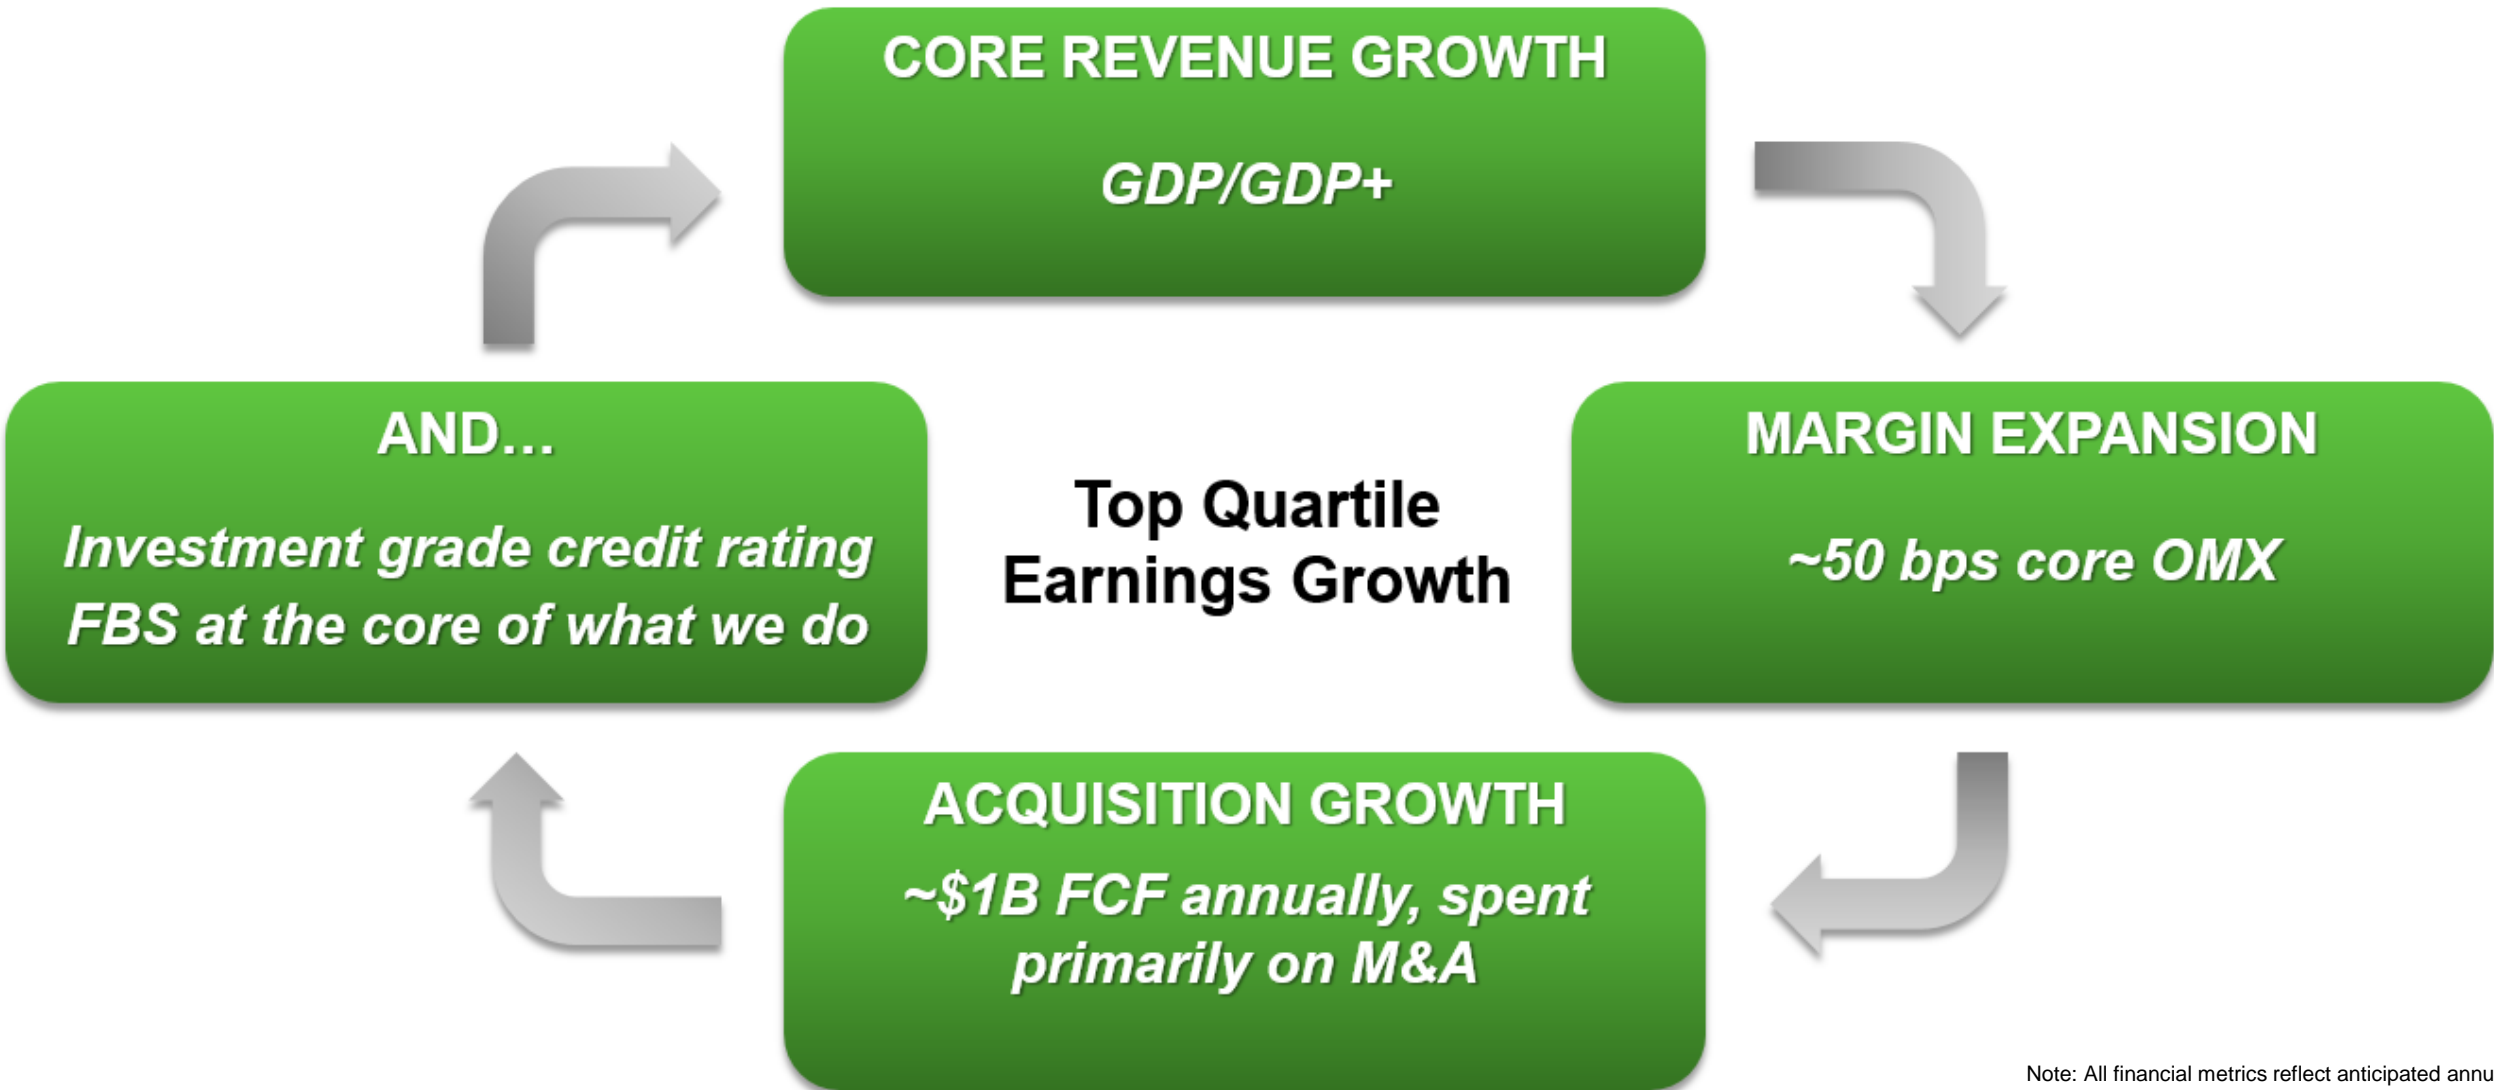 CORE REVENUE GROWTH
GDP/GDP+
AND...
Investment grade credit rating
FBS at the core of what we do
Top Quartile
Earnings Growth
MARGIN EXPANSION
~50 bps core OMX
ACQUISITION GROWTH
~$1B FCF annually, spent
primarily on M&A
Note: All financial metrics reflect anticipated